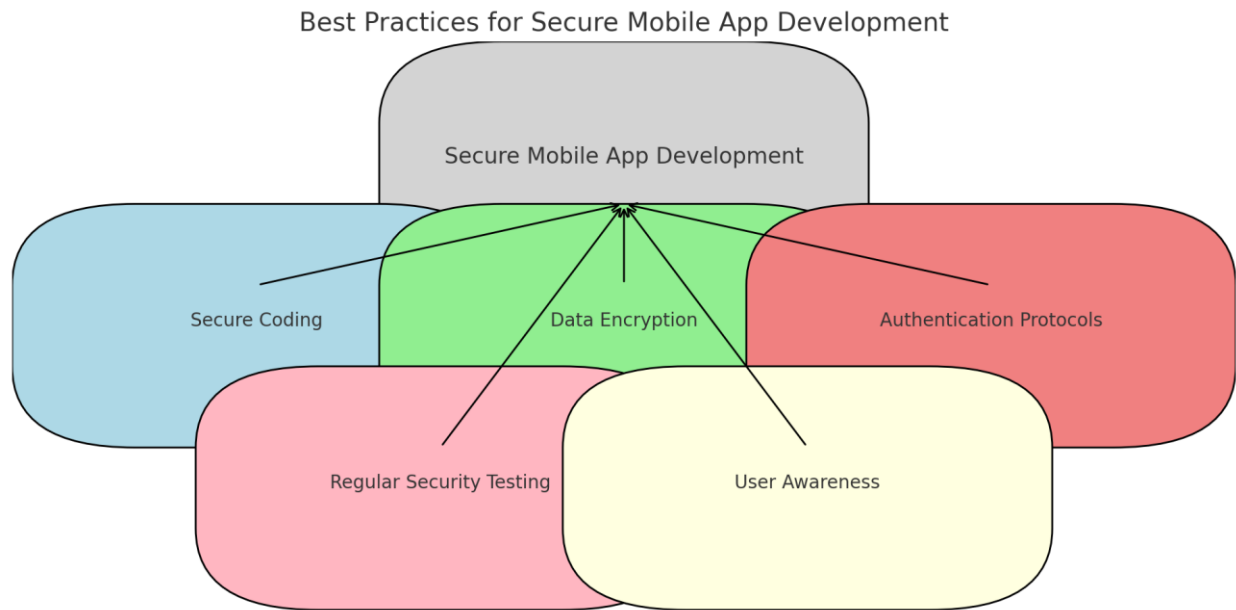 Best Practices for Secure Mobile App Development
Secure Mobile App Development
Secure Coding
Data Encryption
Authentication Protocols
Regular Security Testing
User Awareness